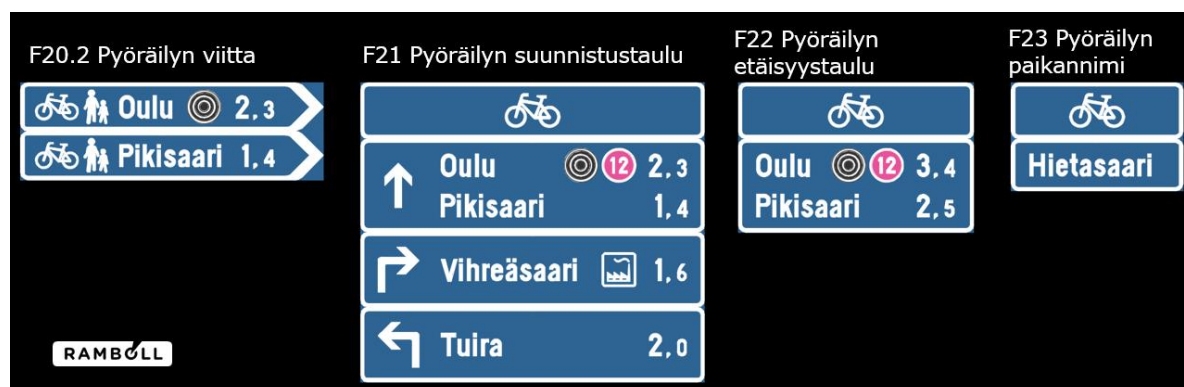 F20.2 Pyöräilyn viitta
Oulu 2,3
Pikisaari 1,4
F21 Pyöräilyn suunnistustaulu
Oulu 12 2,3
Pikisaari 1,4
Vihreäsaari 1,6
Tuira 2,0
F22 Pyöräilyn
etäisyystaulu
Oulu 12 3,4
Pikisaari 2,5
F23 Pyöräilyn
paikannimi
Hietasaari
RAMBOLL